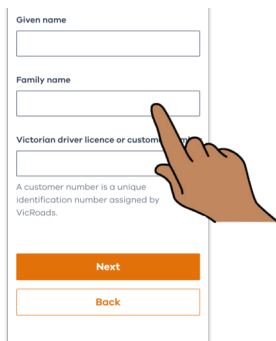 Given name
Family name
Victorian driver licence or custome
A customer number is a unique
identification number assigned by
VicRoads.
Next
Back